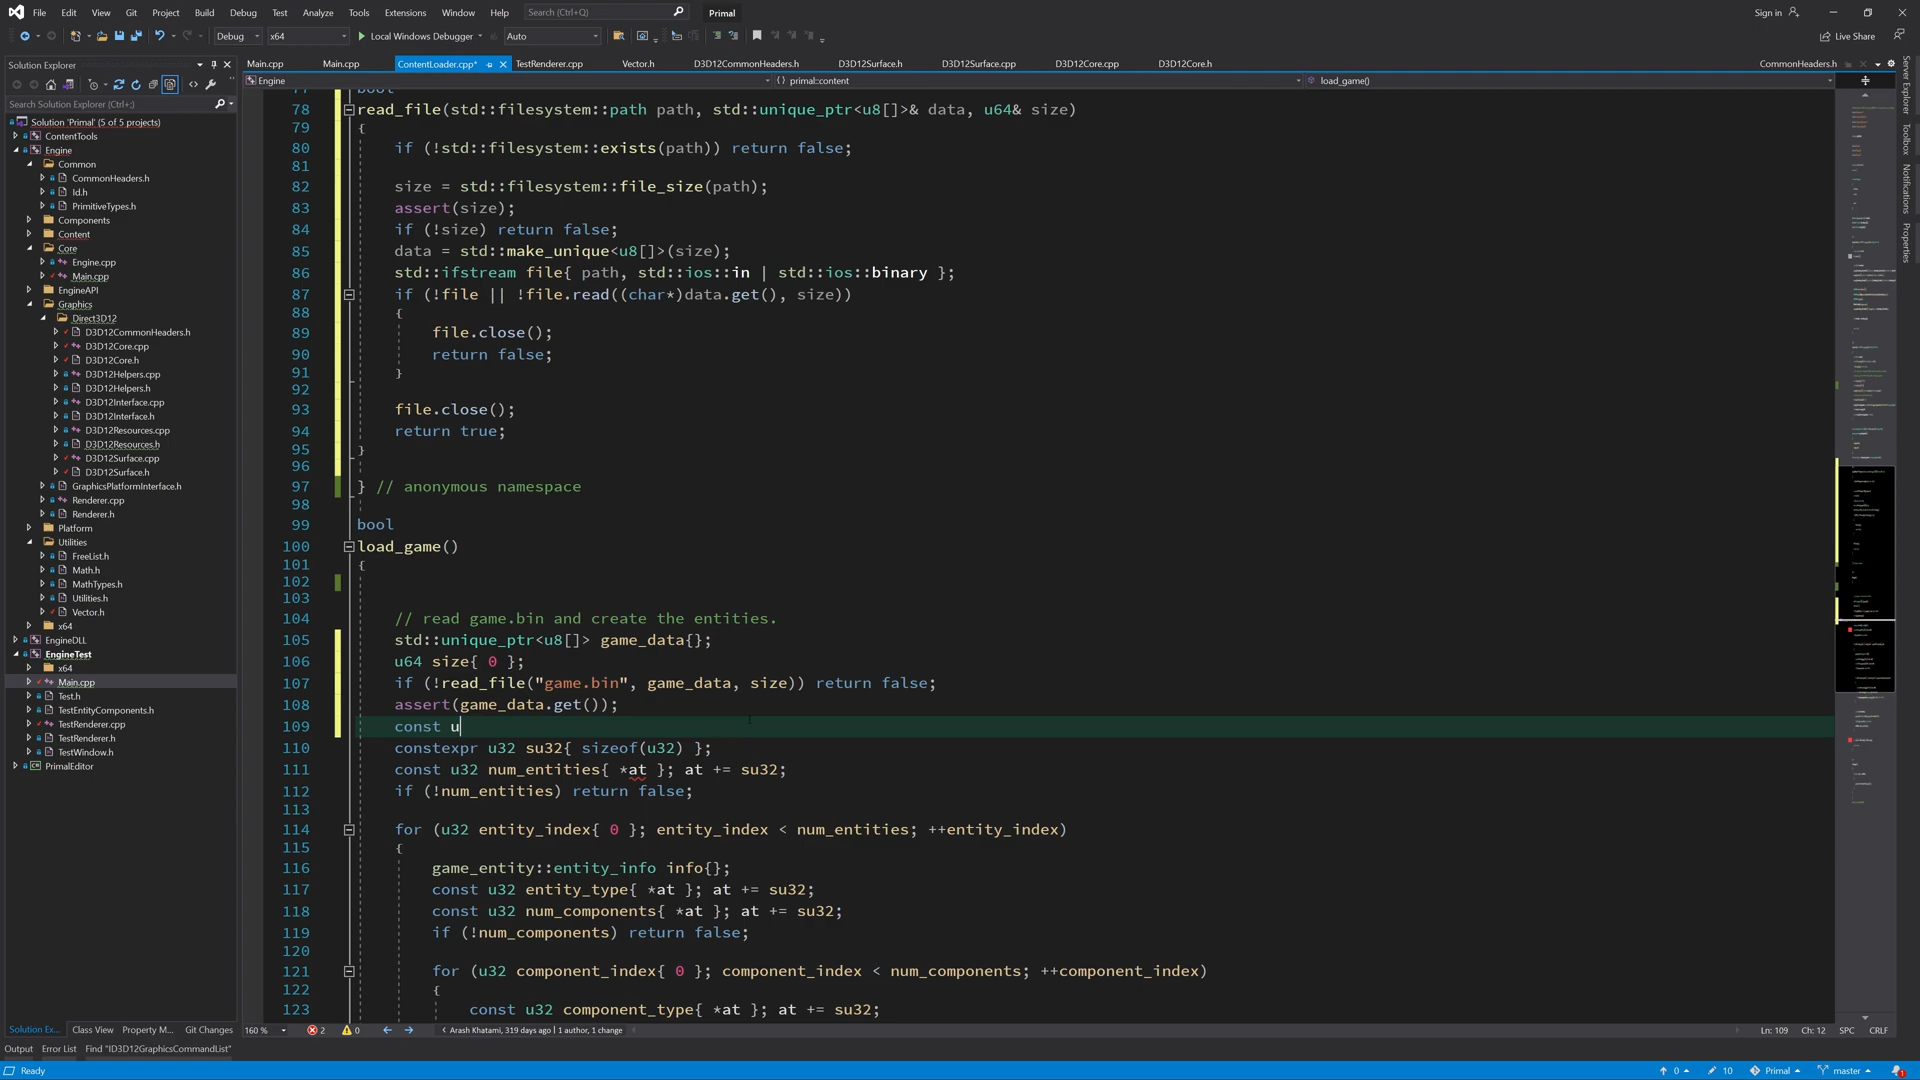 File Edit View Git Project Build Debug Test Analyze Tools Extensions Window Help Search (Ctrl+Q) Primal Sign in
Debug x64 Local Windows Debugger Auto Live Share
Solution Explorer
Main.cpp Main.cpp ContentLoader.cpp* TestRenderer.cpp Vector.h D3D12CommonHeaders.h D3D12Surface.h D3D12Surface.cpp D3D12Core.cpp D3D12Core.h CommonHeaders.h
Engine primal::content load_game()
Search Solution Explorer (Ctrl+;)
Solution 'Primal' (5 of 5 projects)
ContentTools
Engine
Common
CommonHeaders.h
Id.h
PrimitiveTypes.h
Components
Content
Core
Engine.cpp
Main.cpp
EngineAPI
Graphics
Direct3D12
D3D12CommonHeaders.h
D3D12Core.cpp
D3D12Core.h
D3D12Helpers.cpp
D3D12Helpers.h
D3D12Interface.cpp
D3D12Interface.h
D3D12Resources.cpp
D3D12Resources.h
D3D12Surface.cpp
D3D12Surface.h
GraphicsPlatformInterface.h
Renderer.cpp
Renderer.h
Platform
Utilities
FreeList.h
Math.h
MathTypes.h
Utilities.h
Vector.h
x64
EngineDLL
EngineTest
x64
Main.cpp
Test.h
TestEntityComponents.h
TestRenderer.cpp
TestRenderer.h
TestWindow.h
PrimalEditor
77 bool
78 read_file(std::filesystem::path path, std::unique_ptr<u8[]>& data, u64& size)
79 {
80 if (!std::filesystem::exists(path)) return false;
81
82 size = std::filesystem::file_size(path);
83 assert(size);
84 if (!size) return false;
85 data = std::make_unique<u8[]>(size);
86 std::ifstream file{ path, std::ios::in | std::ios::binary };
87 if (!file || !file.read((char*)data.get(), size))
88 {
89 file.close();
90 return false;
91 }
92
93 file.close();
94 return true;
95 }
96
97 } // anonymous namespace
98
99 bool
100 load_game()
101 {
102
103
104 // read game.bin and create the entities.
105 std::unique_ptr<u8[]> game_data{};
106 u64 size{ 0 };
107 if (!read_file("game.bin", game_data, size)) return false;
108 assert(game_data.get());
109 const u
110 constexpr u32 su32{ sizeof(u32) };
111 const u32 num_entities{ *at }; at += su32;
112 if (!num_entities) return false;
113
114 for (u32 entity_index{ 0 }; entity_index < num_entities; ++entity_index)
115 {
116 game_entity::entity_info info{};
117 const u32 entity_type{ *at }; at += su32;
118 const u32 num_components{ *at }; at += su32;
119 if (!num_components) return false;
120
121 for (u32 component_index{ 0 }; component_index < num_components; ++component_index)
122 {
123 const u32 component_type{ *at }; at += su32;
Server Explorer
Toolbox
Notifications
Properties
Solution Ex... Class View Property M... Git Changes 160 % 2 0 Arash Khatami, 319 days ago | 1 author, 1 change Ln: 109 Ch: 12 SPC CRLF
Output Error List Find "ID3D12GraphicsCommandList"
Ready 0 10 Primal master 1